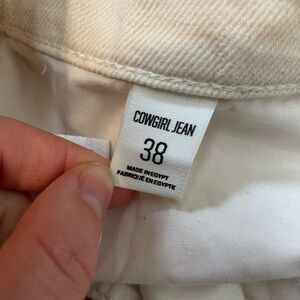 COWGIRL JEAN
38
MADE IN EGYPT
FABRIQUÉ EN EGYPTE